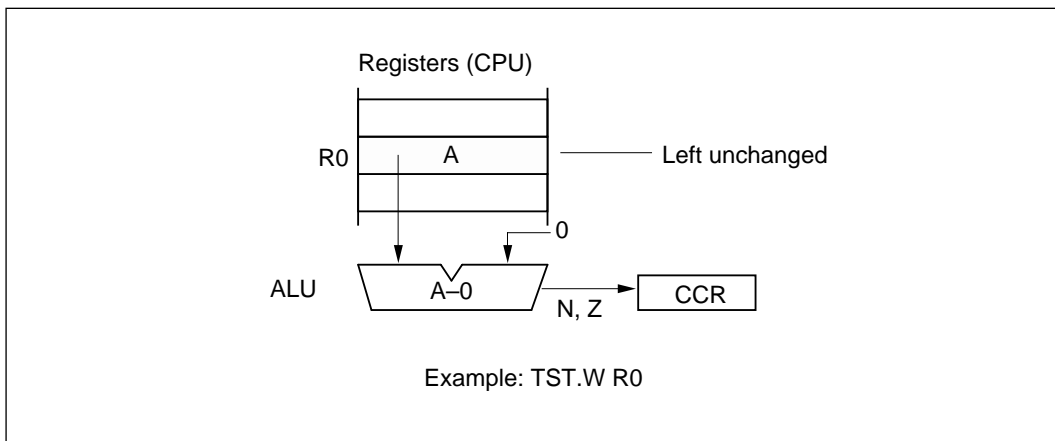 Registers (CPU)
R0
A
Left unchanged
0
ALU
A–0
N, Z
CCR
Example: TST.W R0